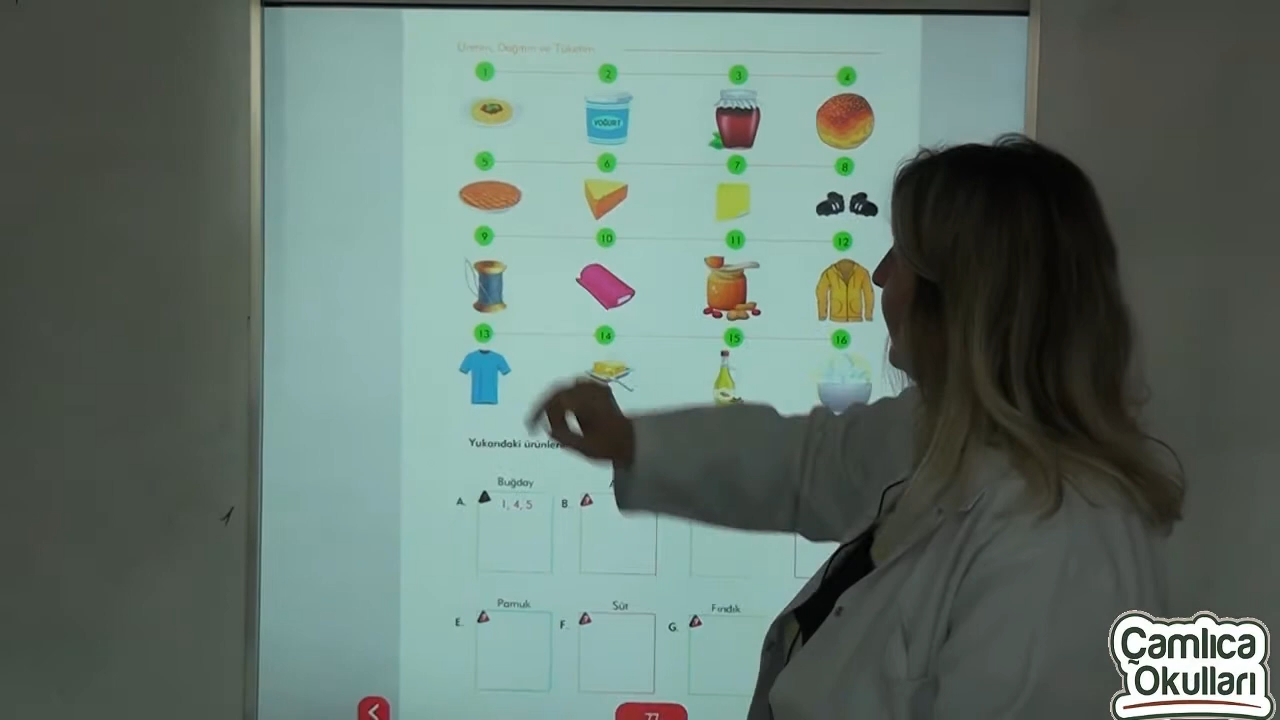 Üretim, Dağıtım ve Tüketim
1 2 3 4
YOĞURT
5 6 7 8
9 10 11 12
13 14 15 16
Yukarıdaki ürünler
Buğday
A. B.
1, 4, 5
Pamuk Süt Fındık
E. F. G.
77
Çamlıca
Okulları